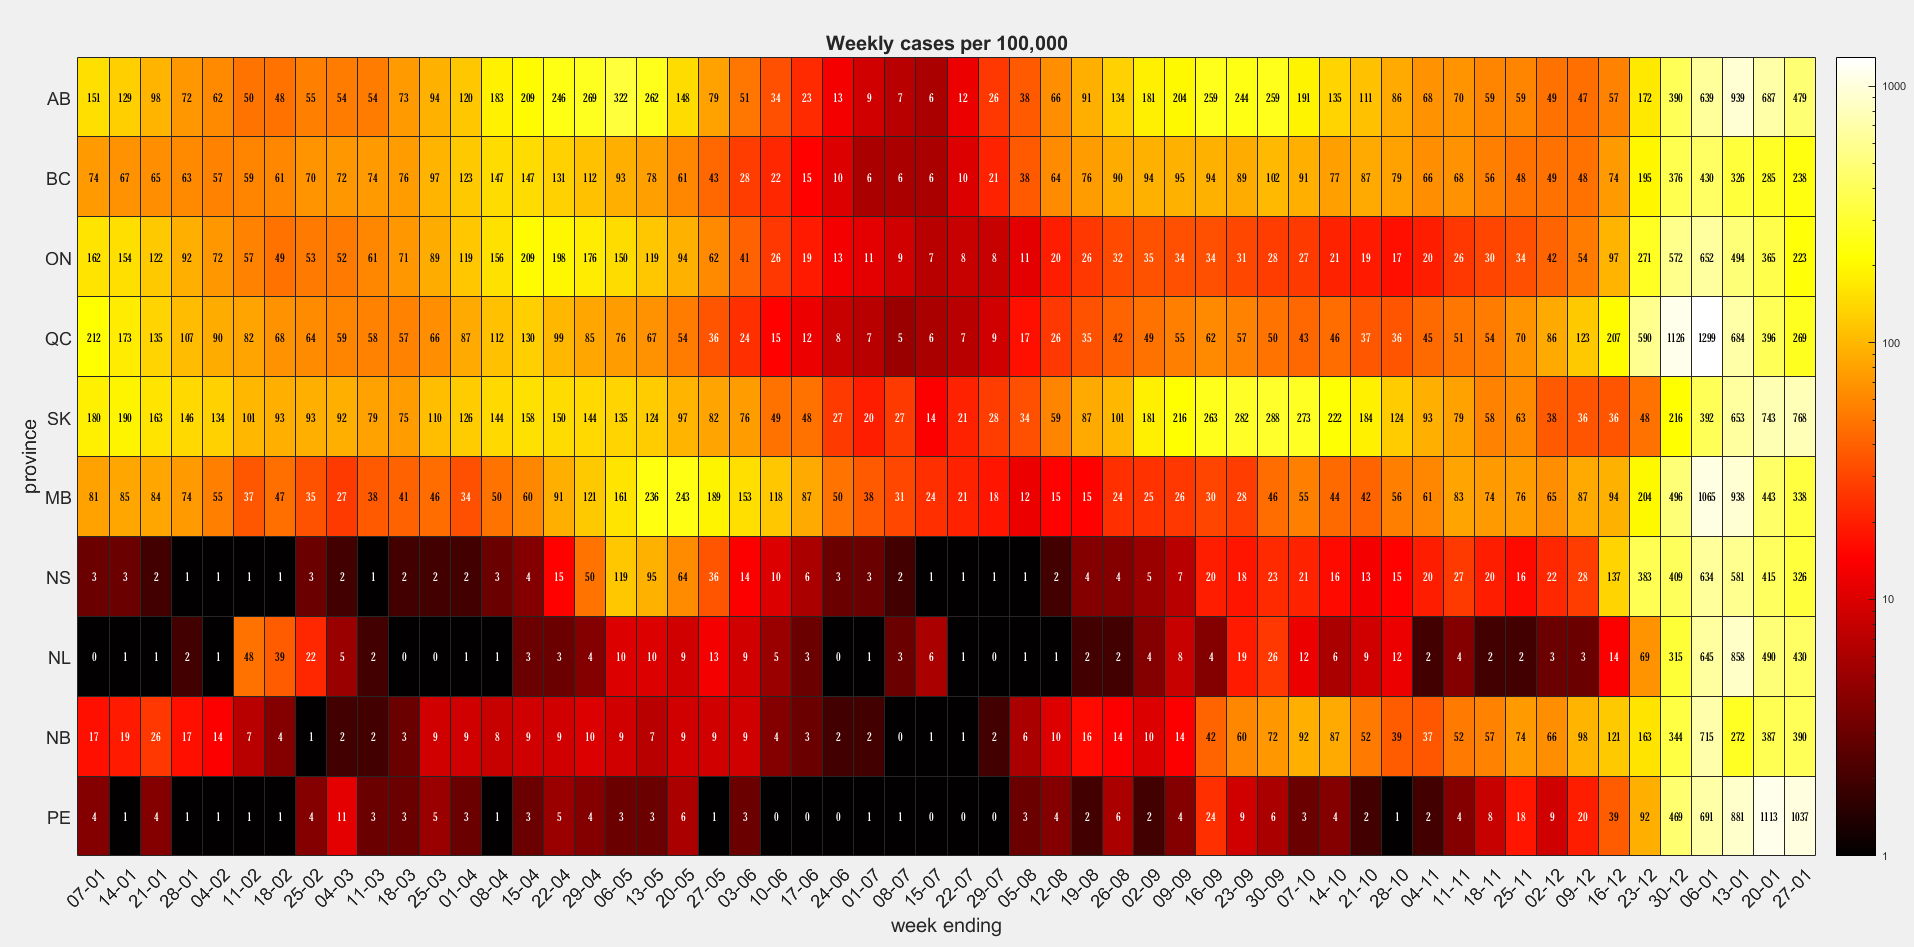 Weekly cases per 100,000
AB 151 129 98 72 62 50 48 55 54 54 73 94 120 183 209 246 269 322 262 148 79 51 34 23 13 9 7 6 12 26 38 66 91 134 181 204 259 244 259 191 135 111 86 68 70 59 59 49 47 57 172 390 639 939 687 479
BC 74 67 65 63 57 59 61 70 72 74 76 97 123 147 147 131 112 93 78 61 43 28 22 15 10 6 6 6 10 21 38 64 76 90 94 95 94 89 102 91 77 87 79 66 68 56 48 49 48 74 195 376 430 326 285 238
ON 162 154 122 92 72 57 49 53 52 61 71 89 119 156 209 198 176 150 119 94 62 41 26 19 13 11 9 7 8 8 11 20 26 32 35 34 34 31 28 27 21 19 17 20 26 30 34 42 54 97 271 572 652 494 365 223
QC 212 173 135 107 90 82 68 64 59 58 57 66 87 112 130 99 85 76 67 54 36 24 15 12 8 7 5 6 7 9 17 26 35 42 49 55 62 57 50 43 46 37 36 45 51 54 70 86 123 207 590 1126 1299 684 396 269
SK 180 190 163 146 134 101 93 93 92 79 75 110 126 144 158 150 144 135 124 97 82 76 49 48 27 20 27 14 21 28 34 59 87 101 181 216 263 282 288 273 222 184 124 93 79 58 63 38 36 36 48 216 392 653 743 768
MB 81 85 84 74 55 37 47 35 27 38 41 46 34 50 60 91 121 161 236 243 189 153 118 87 50 38 31 24 21 18 12 15 15 24 25 26 30 28 46 55 44 42 56 61 83 74 76 65 87 94 204 496 1065 938 443 338
NS 3 3 2 1 1 1 1 3 2 1 2 2 2 3 4 15 50 119 95 64 36 14 10 6 3 3 2 1 1 1 1 2 4 4 5 7 20 18 23 21 16 13 15 20 27 20 16 22 28 137 383 409 634 581 415 326
NL 0 1 1 2 1 48 39 22 5 2 0 0 1 1 3 3 4 10 10 9 13 9 5 3 0 1 3 6 1 0 1 1 2 2 4 8 4 19 26 12 6 9 12 2 4 2 2 3 3 14 69 315 645 858 490 430
NB 17 19 26 17 14 7 4 1 2 2 3 9 9 8 9 9 10 9 7 9 9 9 4 3 2 2 0 1 1 2 6 10 16 14 10 14 42 60 72 92 87 52 39 37 52 57 74 66 98 121 163 344 715 272 387 390
PE 4 1 4 1 1 1 1 4 11 3 3 5 3 1 3 5 4 3 3 6 1 3 0 0 0 1 1 0 0 0 3 4 2 6 2 4 24 9 6 3 4 2 1 2 4 8 18 9 20 39 92 469 691 881 1113 1037
province
07-01 14-01 21-01 28-01 04-02 11-02 18-02 25-02 04-03 11-03 18-03 25-03 01-04 08-04 15-04 22-04 29-04 06-05 13-05 20-05 27-05 03-06 10-06 17-06 24-06 01-07 08-07 15-07 22-07 29-07 05-08 12-08 19-08 26-08 02-09 09-09 16-09 23-09 30-09 07-10 14-10 21-10 28-10 04-11 11-11 18-11 25-11 02-12 09-12 16-12 23-12 30-12 06-01 13-01 20-01 27-01
week ending
1000
100
10
1